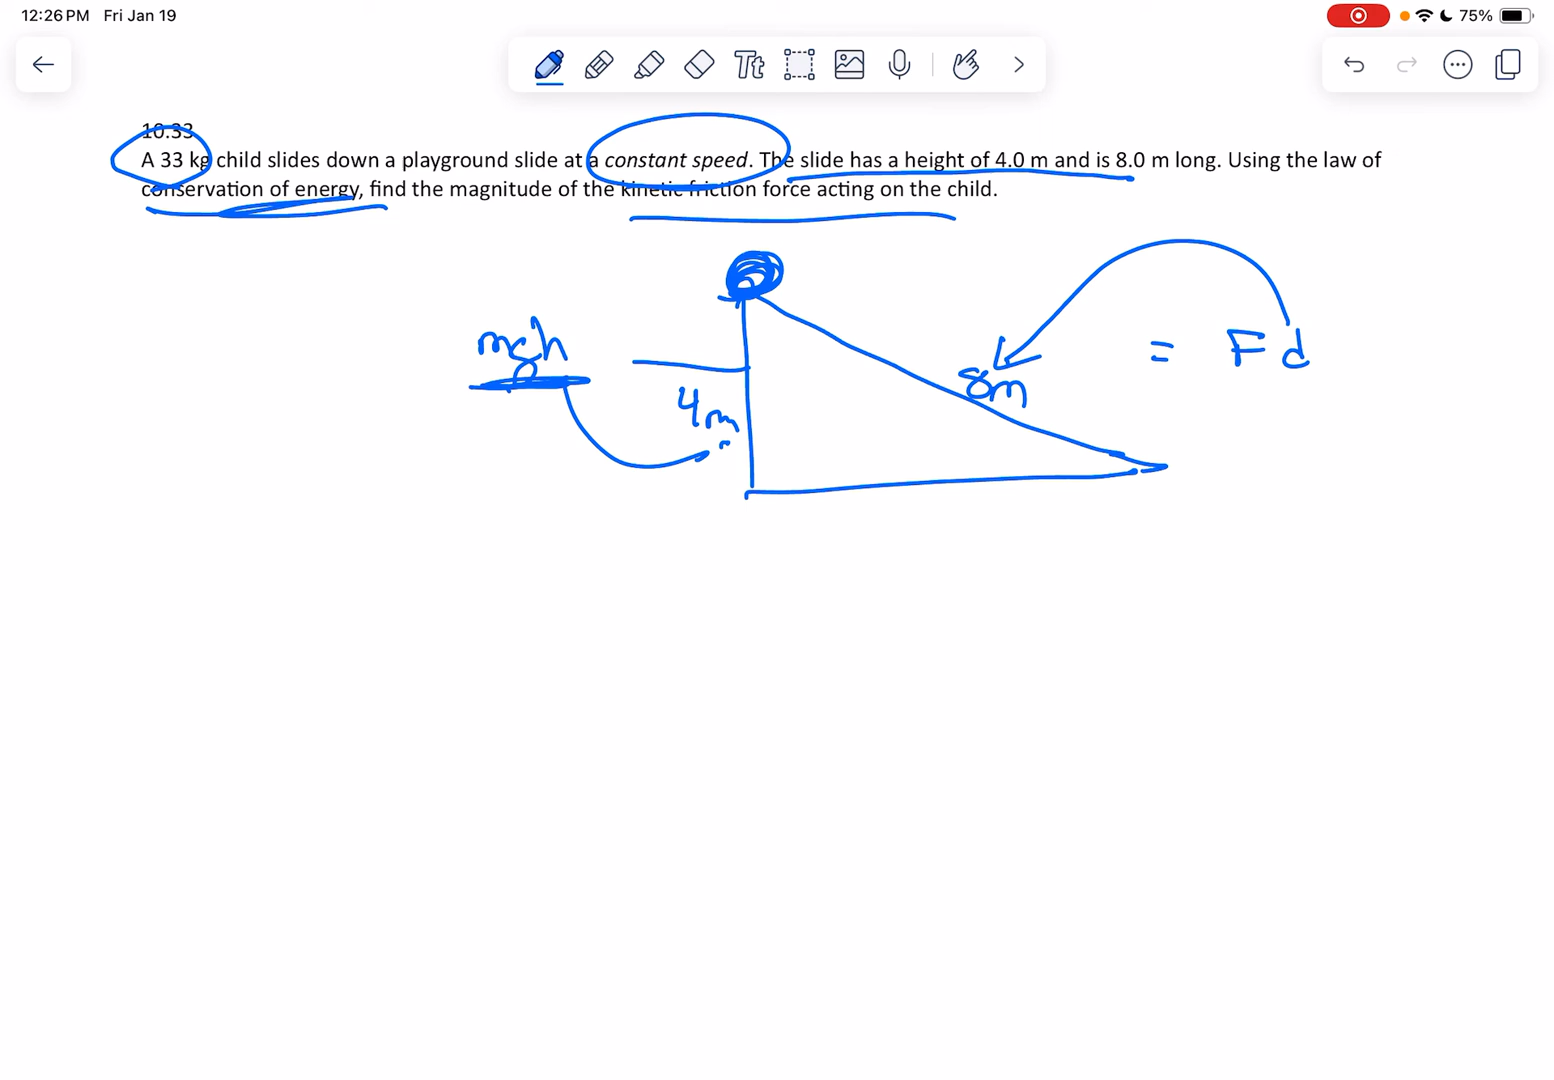 12:26 PM Fri Jan 19
75%
Tt
10.33
A 33 kg child slides down a playground slide at a constant speed. The slide has a height of 4.0 m and is 8.0 m long. Using the law of
conservation of energy, find the magnitude of the kinetic friction force acting on the child.
mgh
= Fd
8m
4m